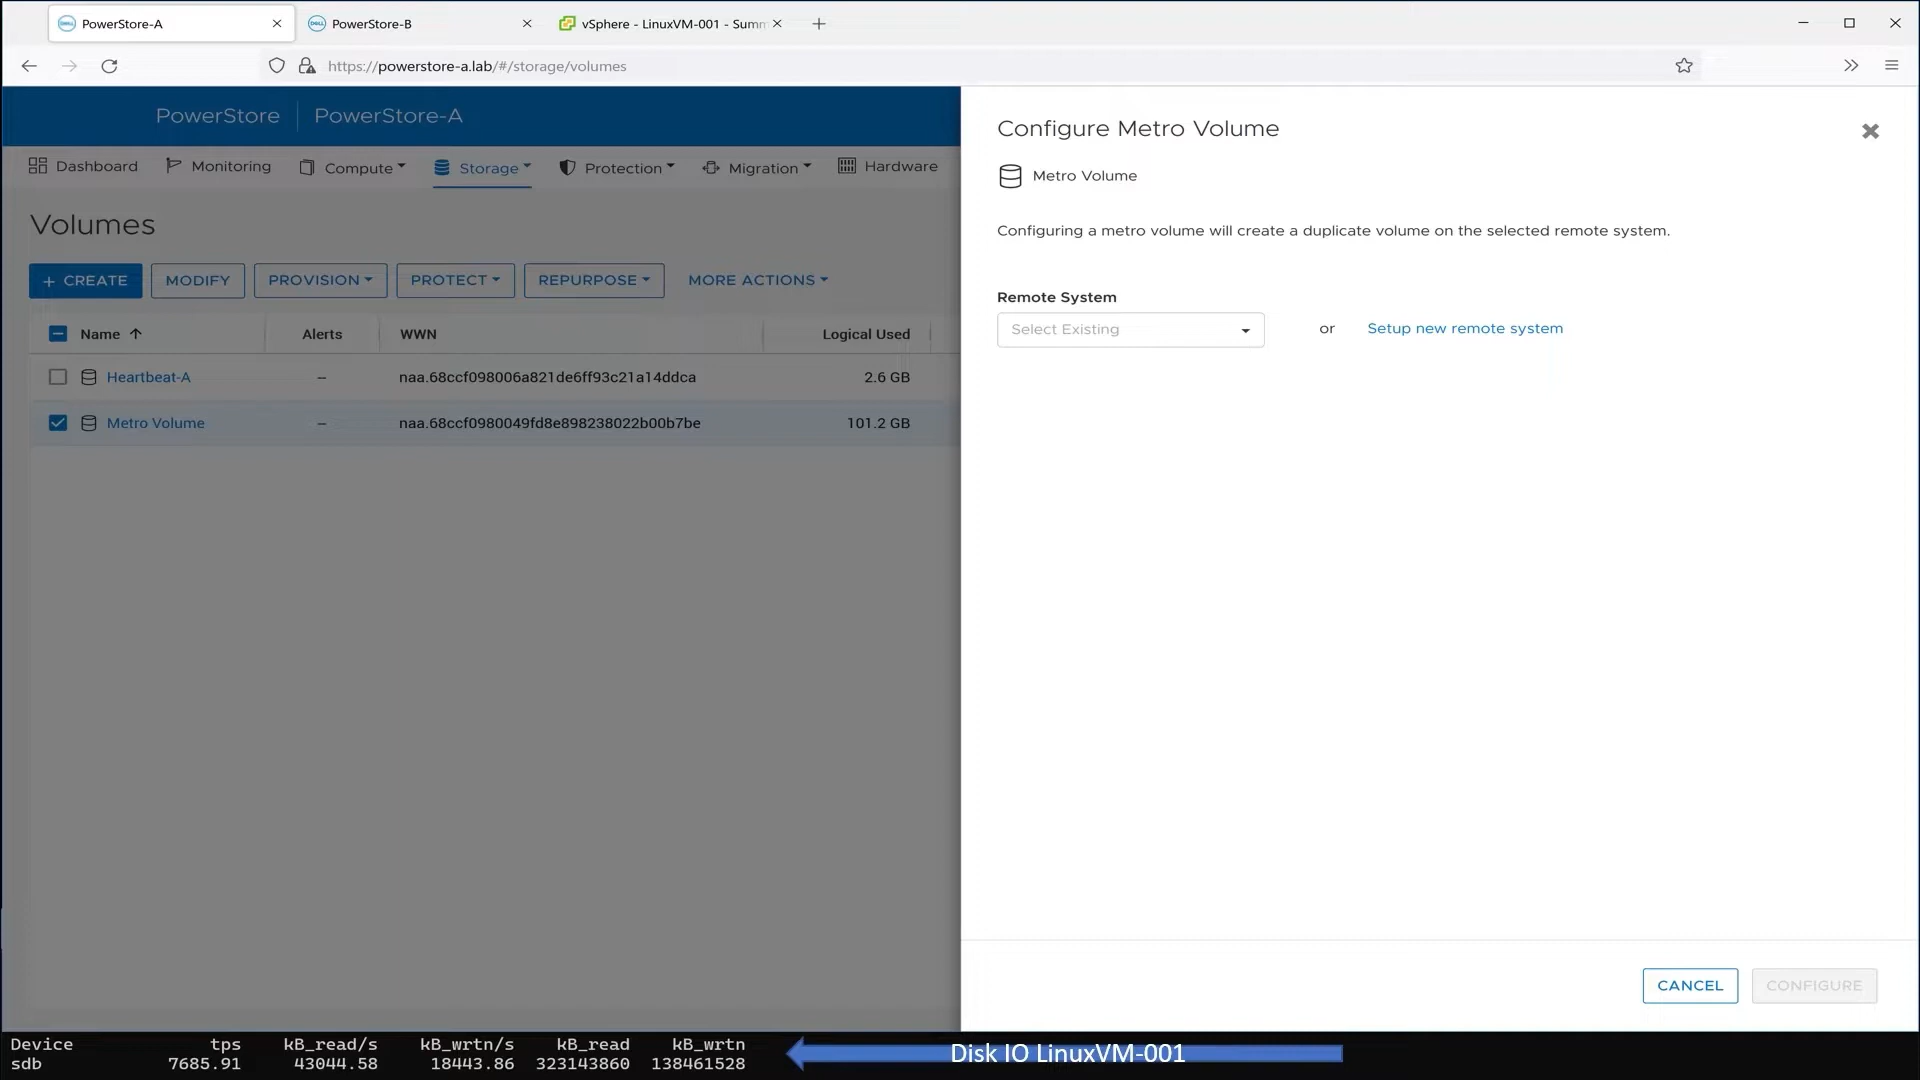 PowerStore-A
PowerStore-B
vSphere - LinuxVM-001 - Summ
https://powerstore-a.lab/#/storage/volumes
PowerStore
PowerStore-A
Dashboard
Monitoring
Compute
Storage
Protection
Migration
Hardware
Volumes
+ CREATE
MODIFY
PROVISION
PROTECT
REPURPOSE
MORE ACTIONS
Name Alerts WWN Logical Used
Heartbeat-A -- naa.68ccf098006a821de6ff93c21a14ddca 2.6 GB
Metro Volume -- naa.68ccf0980049fd8e898238022b00b7be 101.2 GB
Configure Metro Volume
Metro Volume
Configuring a metro volume will create a duplicate volume on the selected remote system.
Remote System
Select Existing or Setup new remote system
CANCEL
CONFIGURE
Device tps kB_read/s kB_wrtn/s kB_read kB_wrtn
sdb 7685.91 43044.58 18443.86 323143860 138461528
Disk IO LinuxVM-001